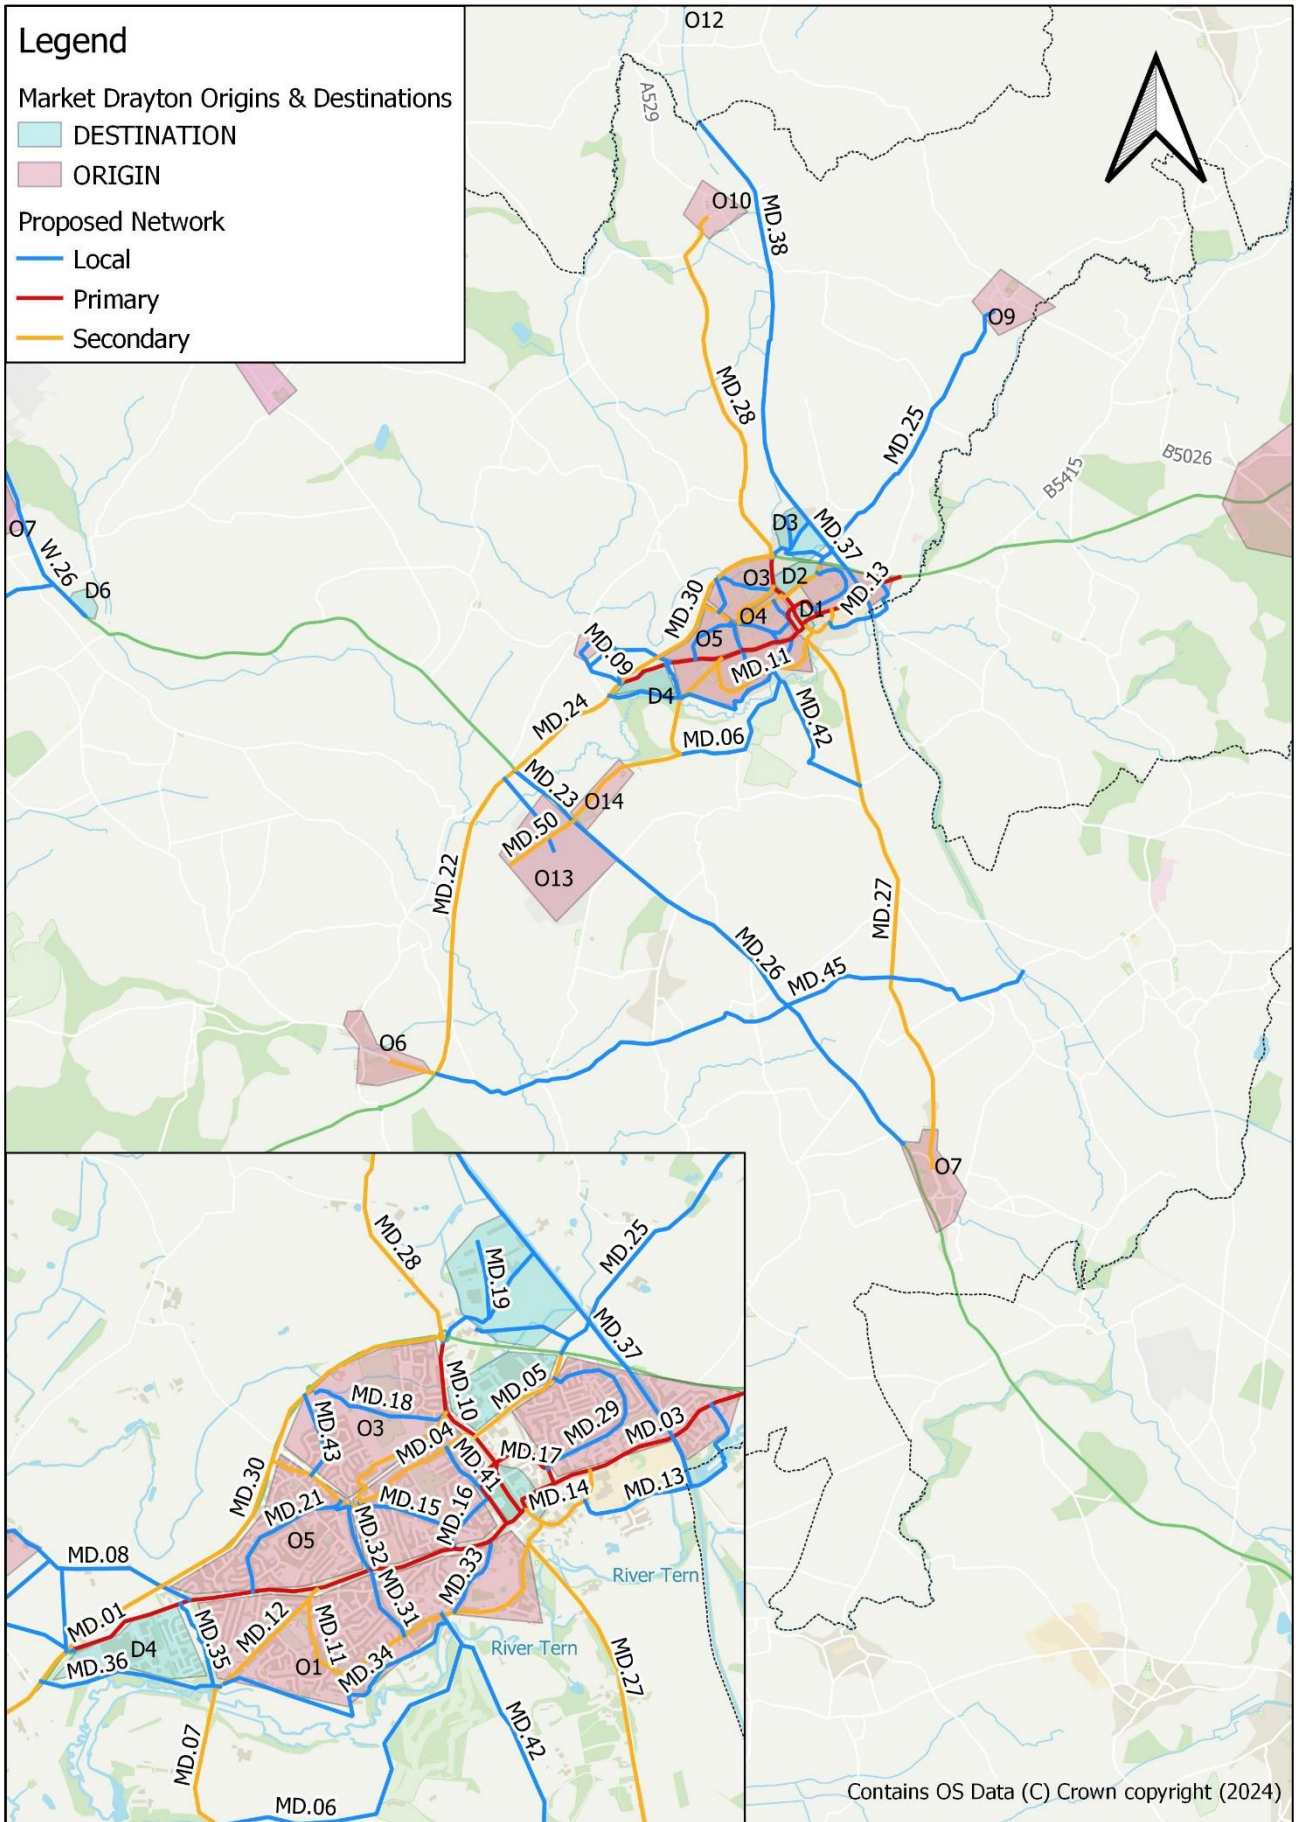 Legend
Market Drayton Origins & Destinations
DESTINATION
ORIGIN
Proposed Network
Local
Primary
Secondary
O12
A529
O10
MD.38
O9
MD.28
MD.25
B5026
B5415
O7
W.26
D6
D3
MD.37
O3
D2
MD.13
MD.30
O4
D1
O5
MD.09
MD.11
D4
MD.24
MD.42
MD.06
MD.23
O14
MD.50
O13
MD.22
MD.27
MD.26
MD.45
O6
O7
MD.28
MD.25
MD.19
MD.37
MD.10
MD.05
MD.18
O3
MD.43
MD.04
MD.29
MD.03
MD.41
MD.17
MD.30
MD.21
MD.15
MD.16
MD.14
MD.13
O5
MD.32
MD.33
MD.08
MD.31
River Tern
MD.01
MD.12
MD.11
MD.35
D4
MD.36
O1
MD.34
River Tern
MD.27
MD.07
MD.42
MD.06
Contains OS Data (C) Crown copyright (2024)